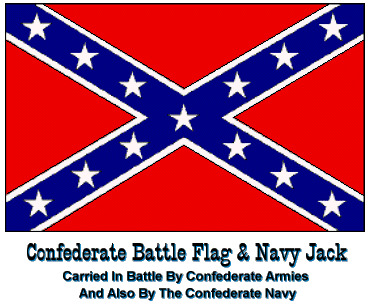 Confederate Battle Flag & Navy Jack
Carried In Battle By Confederate Armies
And Also By The Confederate Navy